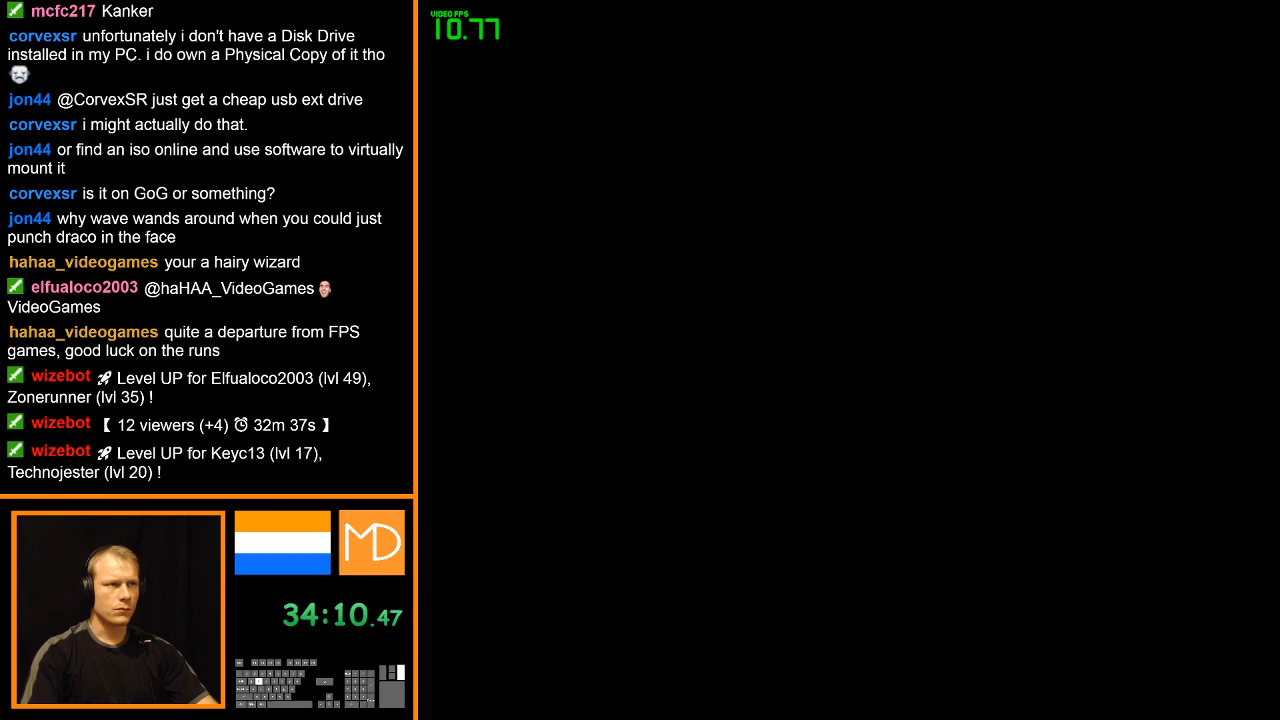 mcfc217 Kanker
corvexsr unfortunately i don't have a Disk Drive
installed in my PC. i do own a Physical Copy of it tho
jon44 @CorvexSR just get a cheap usb ext drive
corvexsr i might actually do that.
jon44 or find an iso online and use software to virtually
mount it
corvexsr is it on GoG or something?
jon44 why wave wands around when you could just
punch draco in the face
hahaa_videogames your a hairy wizard
elfualoco2003 @haHAA_VideoGames
VideoGames
hahaa_videogames quite a departure from FPS
games, good luck on the runs
wizebot 🚀 Level UP for Elfualoco2003 (lvl 49),
Zonerunner (lvl 35) !
wizebot 【 12 viewers (+4) ⏰ 32m 37s 】
wizebot 🚀 Level UP for Keyc13 (lvl 17),
Technojester (lvl 20) !
MD
34:10.47
VIDEO FPS
10.77